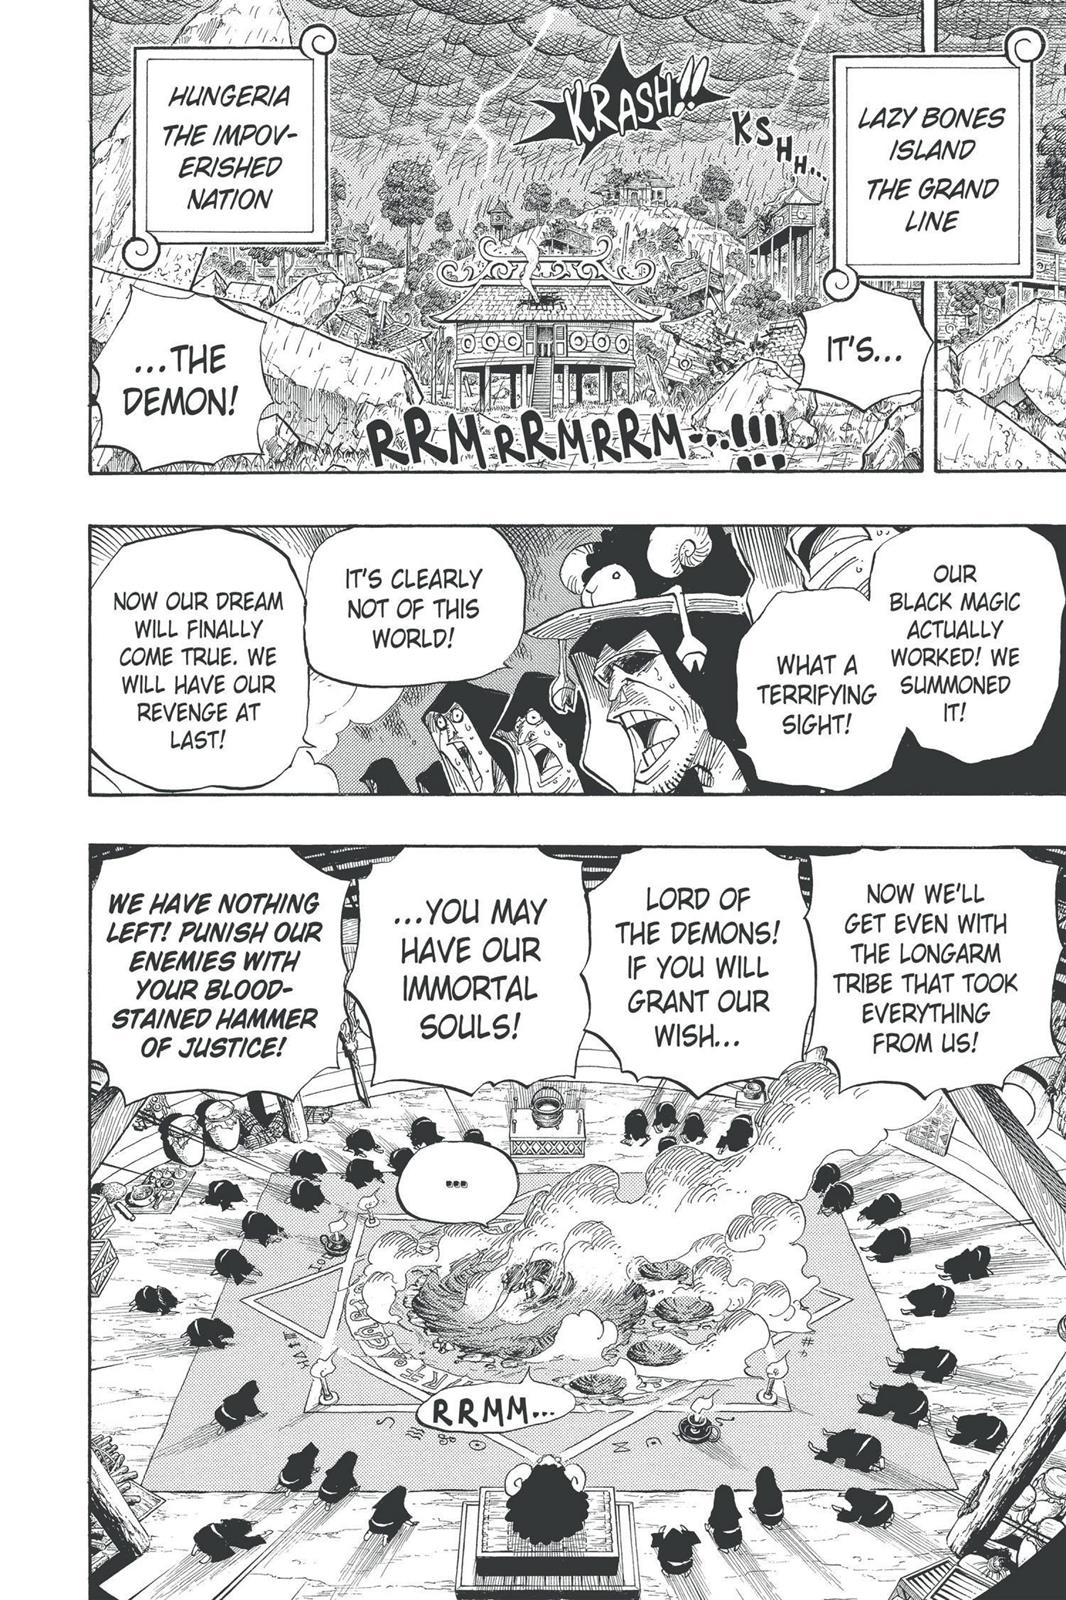 LAZY BONES
ISLAND
THE GRAND
LINE
HUNGERIA
THE IMPOV-
ERISHED
NATION
KRASH!!
KSHH...
IT'S...
...THE
DEMON!
RRMRRMRRM...!!!
OUR
BLACK MAGIC
ACTUALLY
WORKED! WE
SUMMONED
IT!
WHAT A
TERRIFYING
SIGHT!
IT'S CLEARLY
NOT OF THIS
WORLD!
NOW OUR DREAM
WILL FINALLY
COME TRUE. WE
WILL HAVE OUR
REVENGE AT
LAST!
NOW WE'LL
GET EVEN WITH
THE LONGARM
TRIBE THAT TOOK
EVERYTHING
FROM US!
LORD OF
THE DEMONS!
IF YOU WILL
GRANT OUR
WISH...
...YOU MAY
HAVE OUR
IMMORTAL
SOULS!
WE HAVE NOTHING
LEFT! PUNISH OUR
ENEMIES WITH
YOUR BLOOD-
STAINED HAMMER
OF JUSTICE!
...
RRMM...